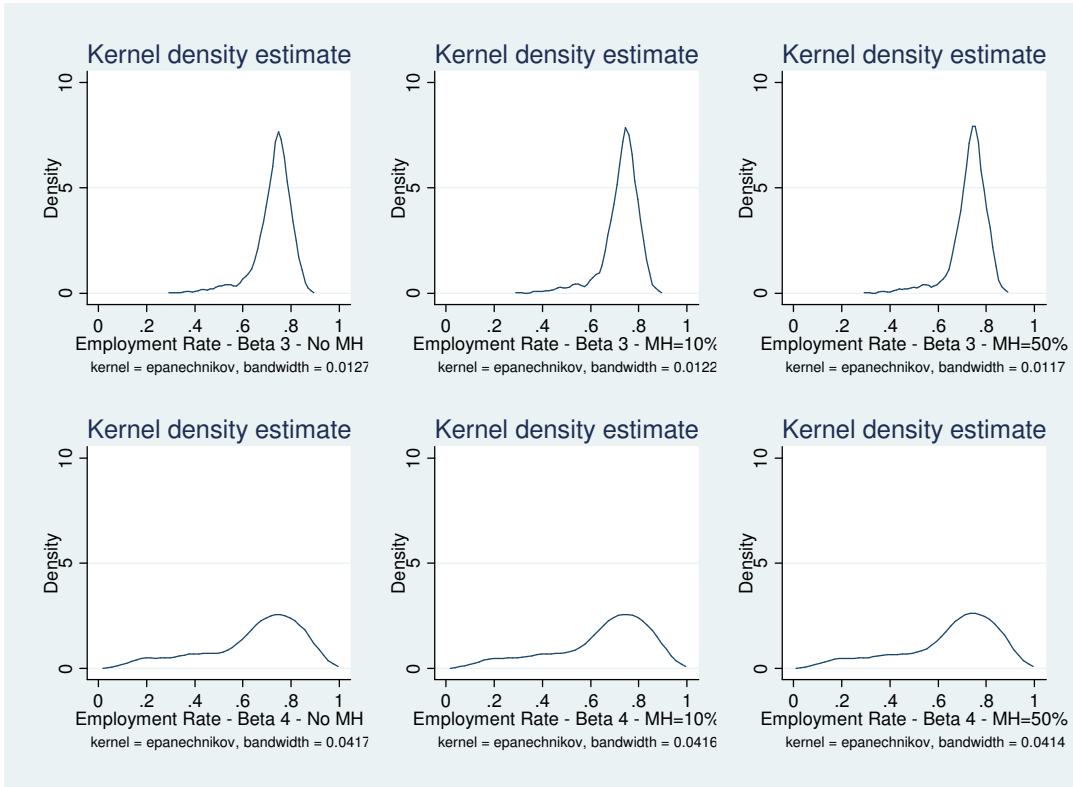 Kernel density estimate
10
5
0
Density
0 .2 .4 .6 .8 1
Employment Rate - Beta 3 - No MH
kernel = epanechnikov, bandwidth = 0.0127
Kernel density estimate
10
5
0
Density
0 .2 .4 .6 .8 1
Employment Rate - Beta 3 - MH=10%
kernel = epanechnikov, bandwidth = 0.0122
Kernel density estimate
10
5
0
Density
0 .2 .4 .6 .8 1
Employment Rate - Beta 3 - MH=50%
kernel = epanechnikov, bandwidth = 0.0117
Kernel density estimate
10
5
0
Density
0 .2 .4 .6 .8 1
Employment Rate - Beta 4 - No MH
kernel = epanechnikov, bandwidth = 0.0417
Kernel density estimate
10
5
0
Density
0 .2 .4 .6 .8 1
Employment Rate - Beta 4 - MH=10%
kernel = epanechnikov, bandwidth = 0.0416
Kernel density estimate
10
5
0
Density
0 .2 .4 .6 .8 1
Employment Rate - Beta 4 - MH=50%
kernel = epanechnikov, bandwidth = 0.0414